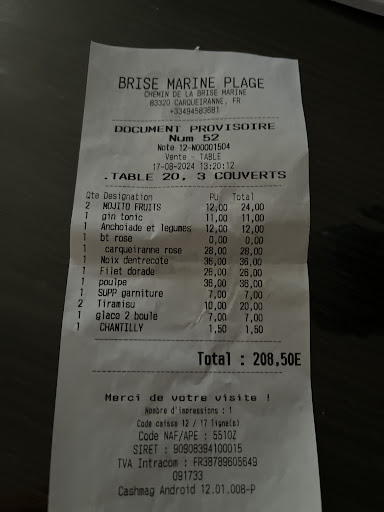 BRISE MARINE PLAGE
CHEMIN DE LA BRISE MARINE
83320 CARQUEIRANNE, FR
+33494583681
DOCUMENT PROVISOIRE
Num 52
Note 12-N00001504
Vente - TABLE
17-08-2024 13:20:12
.TABLE 20, 3 COUVERTS
Qte Designation Pu Total
2 MOJITO FRUITS 12,00 24,00
1 gin tonic 11,00 11,00
1 Anchoiade et legumes 12,00 12,00
1 bt rose 0,00 0,00
1 carqueiranne rose 28,00 28,00
1 Noix dentrecote 36,00 36,00
1 Filet dorade 26,00 26,00
1 poulpe 36,00 36,00
1 SUPP garniture 7,00 7,00
2 Tiramisu 10,00 20,00
1 glace 2 boule 7,00 7,00
1 CHANTILLY 1,50 1,50
Total : 208,50E
Merci de votre visite !
Nombre d'impressions : 1
Code caisse 12 / 17 ligne(s)
Code NAF/APE : 5510Z
SIRET : 90908394100015
TVA Intracom : FR38789605649
091733
Cashmag Android 12.01.008-P